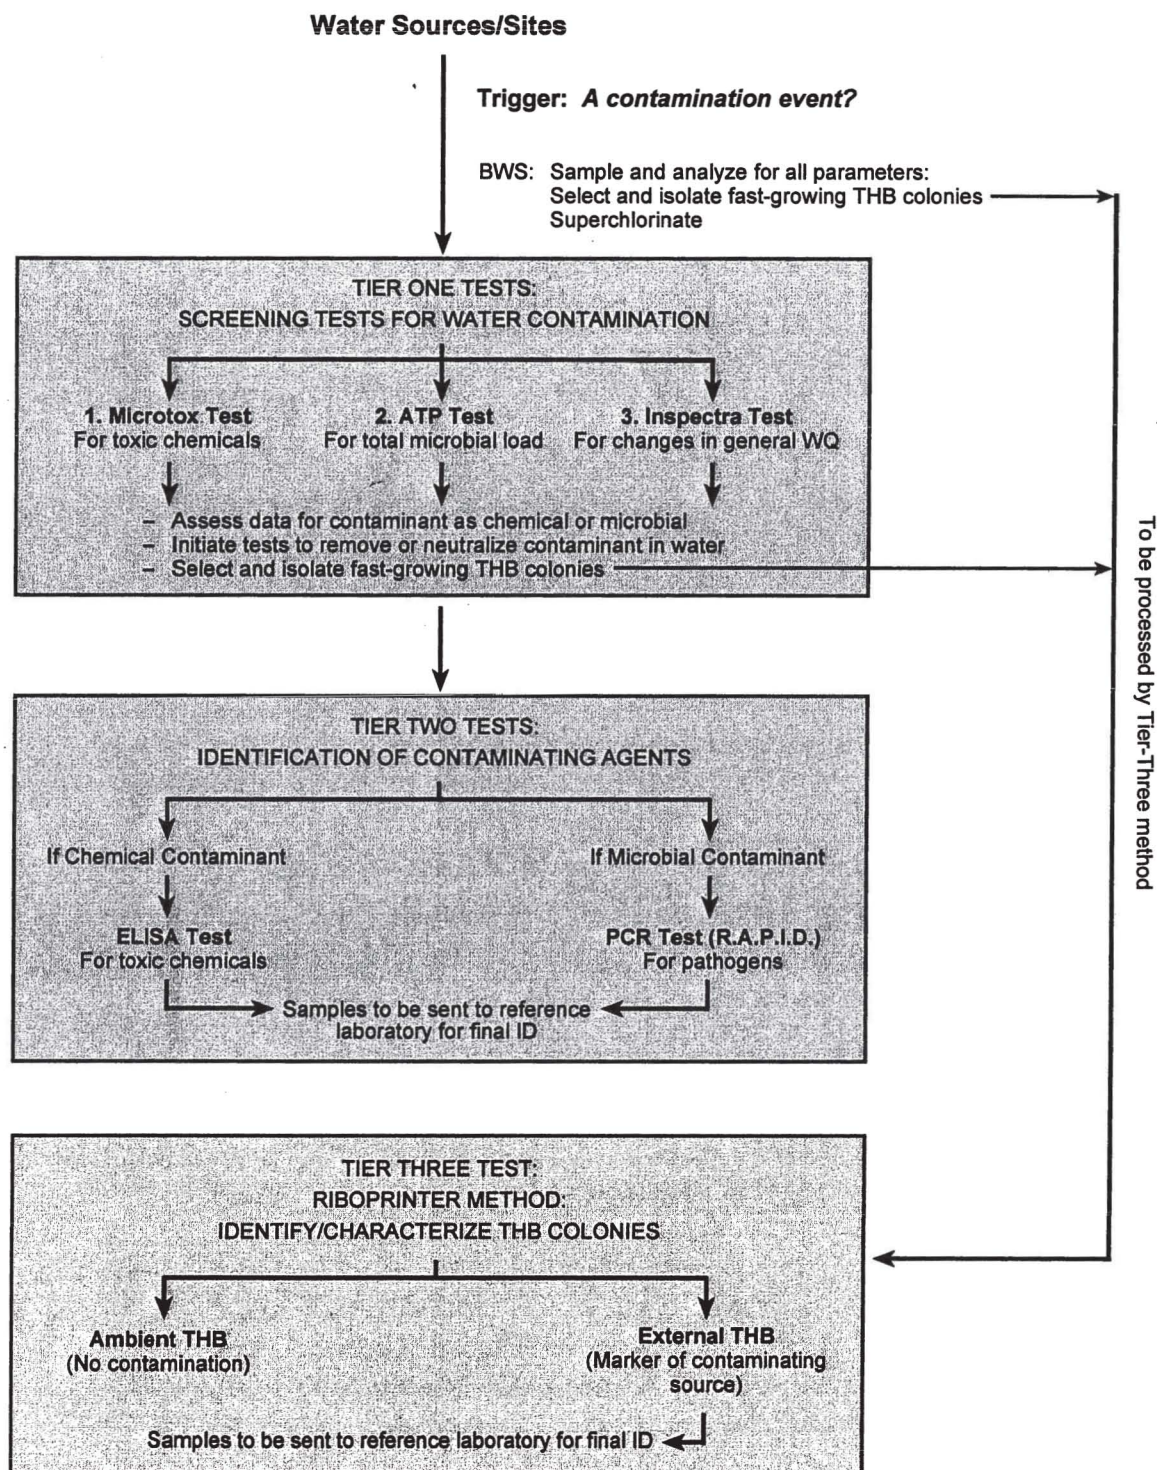 Water Sources/Sites
Trigger: A contamination event?
BWS: Sample and analyze for all parameters:
Select and isolate fast-growing THB colonies
Superchlorinate
TIER ONE TESTS:
SCREENING TESTS FOR WATER CONTAMINATION
1. Microtox Test
For toxic chemicals
2. ATP Test
For total microbial load
3. Inspectra Test
For changes in general WQ
– Assess data for contaminant as chemical or microbial
– Initiate tests to remove or neutralize contaminant in water
– Select and isolate fast-growing THB colonies
To be processed by Tier-Three method
TIER TWO TESTS:
IDENTIFICATION OF CONTAMINATING AGENTS
If Chemical Contaminant
ELISA Test
For toxic chemicals
If Microbial Contaminant
PCR Test (R.A.P.I.D.)
For pathogens
Samples to be sent to reference
laboratory for final ID
TIER THREE TEST:
RIBOPRINTER METHOD:
IDENTIFY/CHARACTERIZE THB COLONIES
Ambient THB
(No contamination)
External THB
(Marker of contaminating
source)
Samples to be sent to reference laboratory for final ID